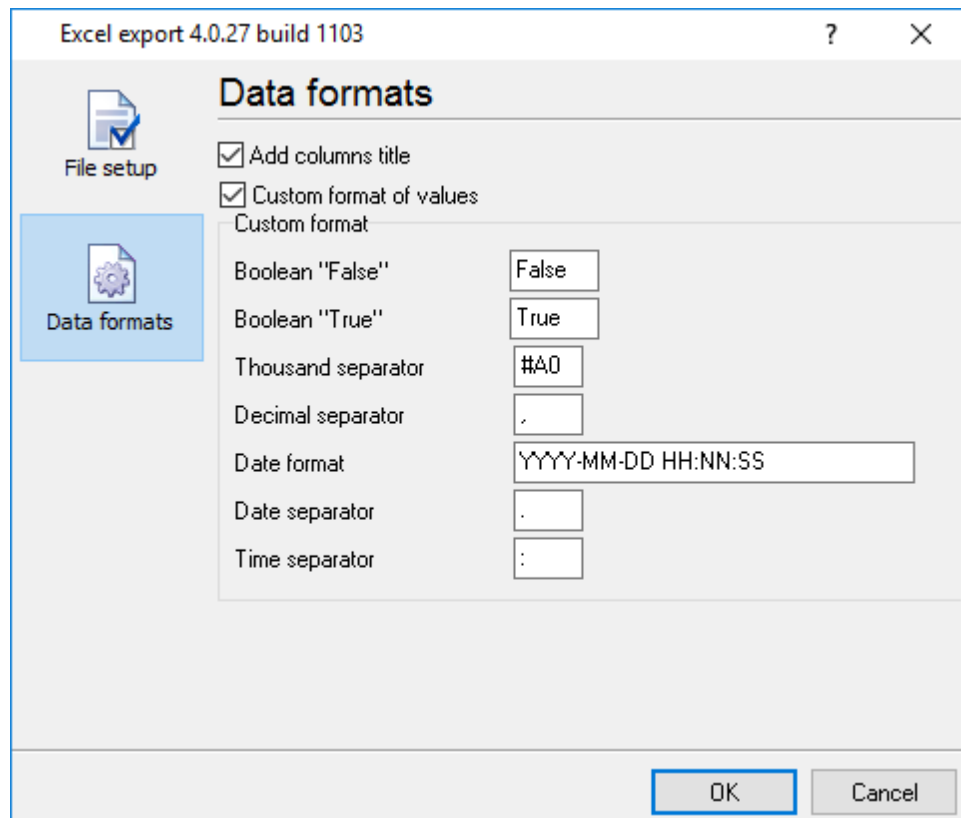 Excel export 4.0.27 build 1103
?
File setup
Data formats
Data formats
Add columns title
Custom format of values
Custom format
Boolean "False" False
Boolean "True" True
Thousand separator #A0
Decimal separator ,
Date format YYYY-MM-DD HH:NN:SS
Date separator .
Time separator :
OK Cancel